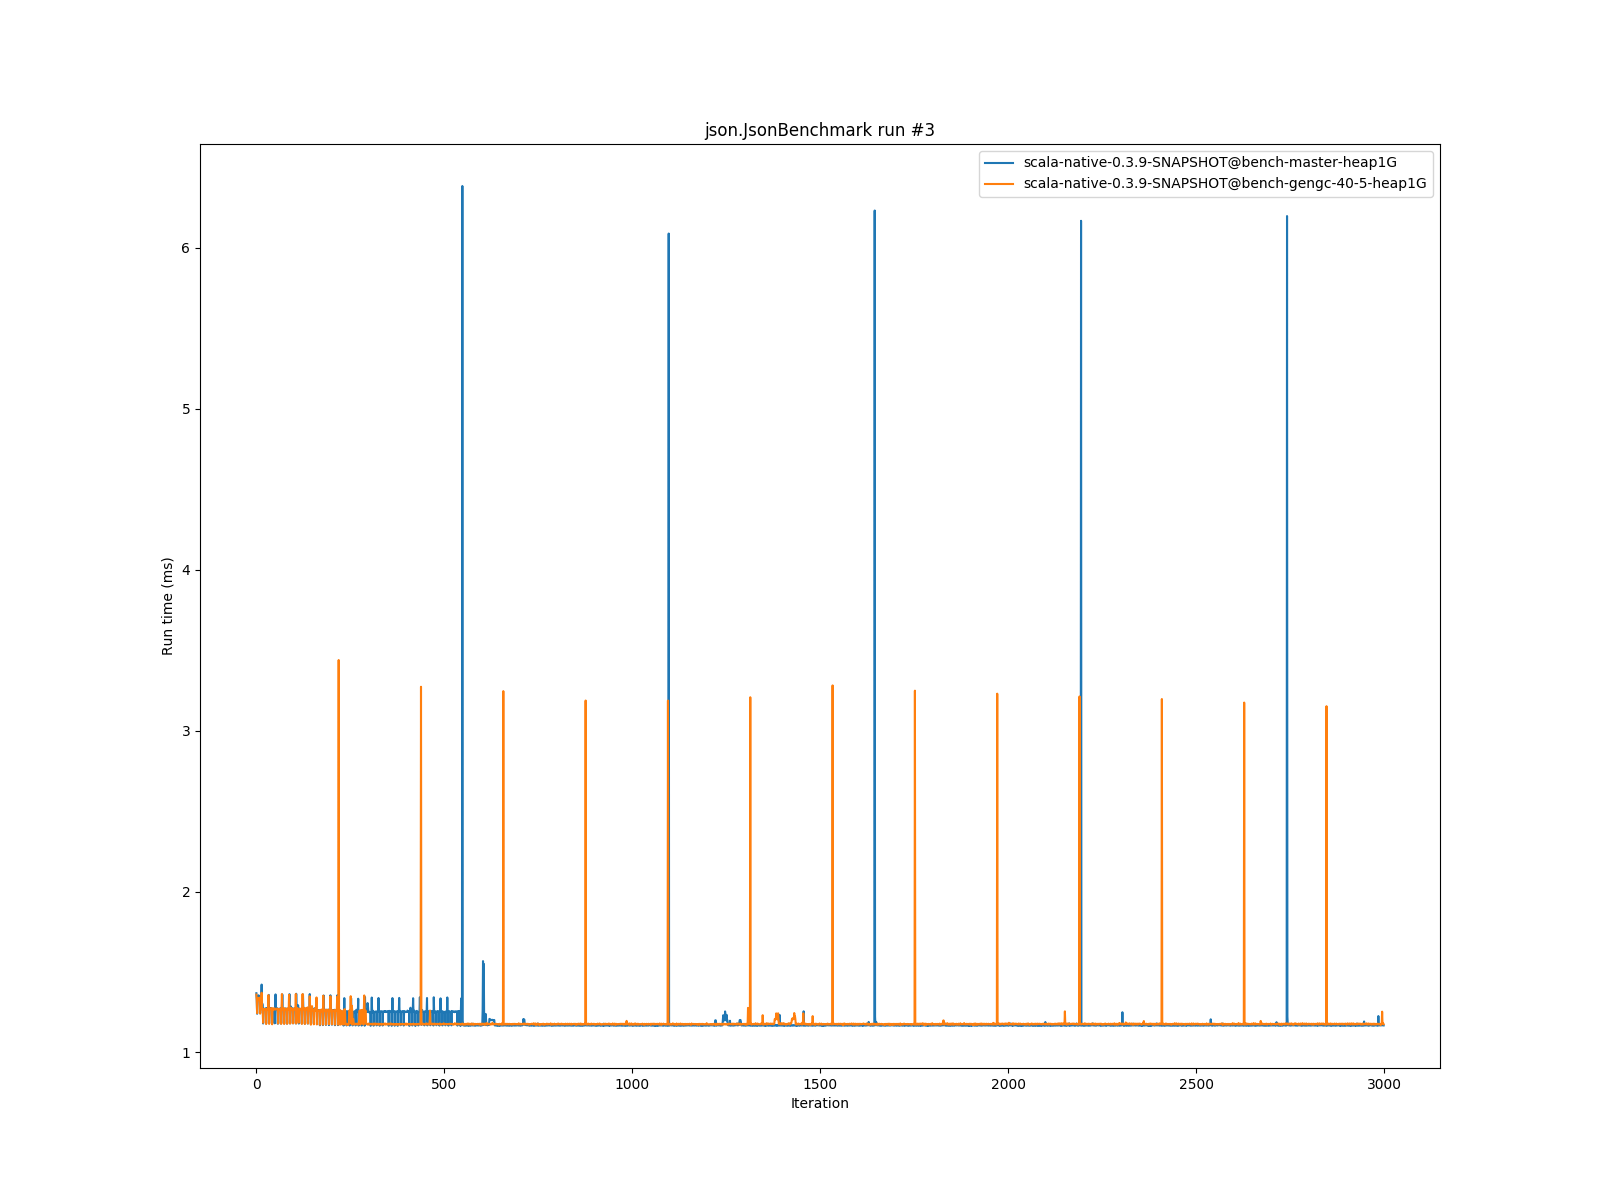 json.JsonBenchmark run #3
scala-native-0.3.9-SNAPSHOT@bench-master-heap1G
scala-native-0.3.9-SNAPSHOT@bench-gengc-40-5-heap1G
Run time (ms)
6
5
4
3
2
1
0 500 1000 1500 2000 2500 3000
Iteration